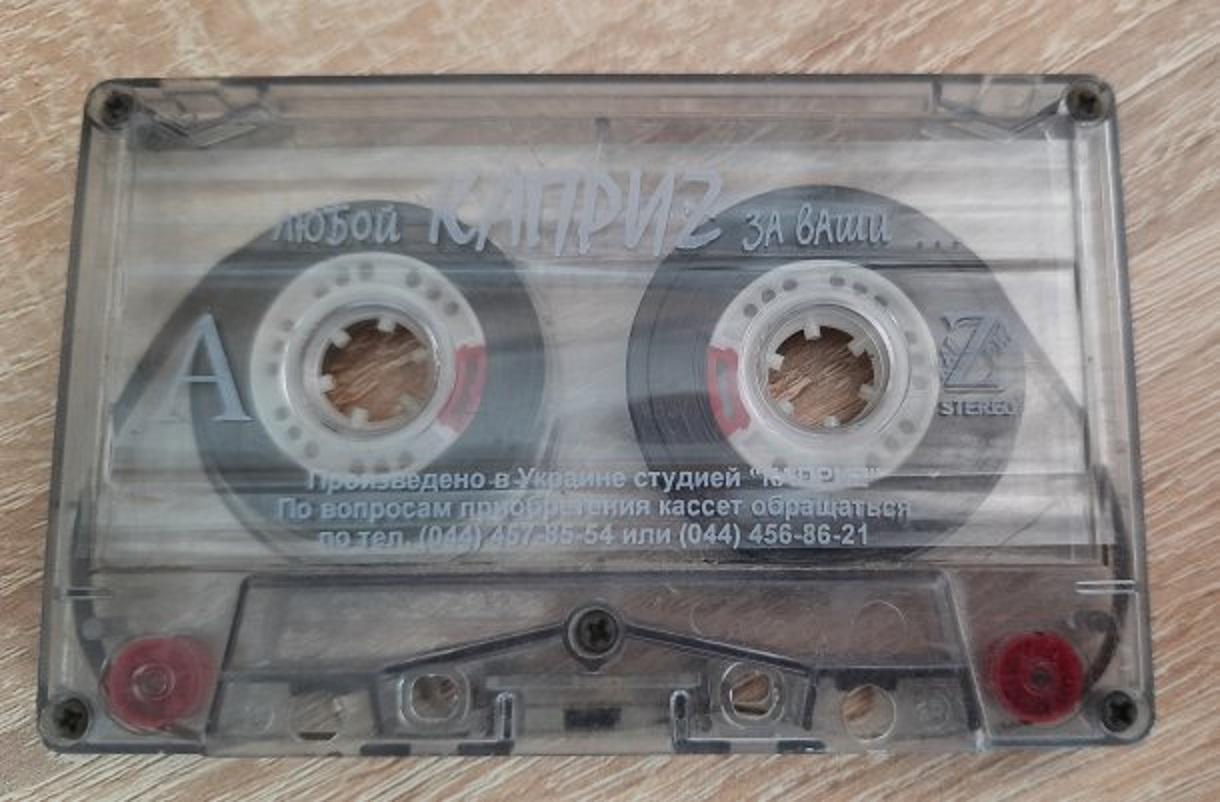 ЛЮБОЙ КАПРИZ ЗА ВАШИ ...
A
STEREO
Произведено в Украине студией "КАПРИZ"
По вопросам приобретения кассет обращаться
по тел. (044) 457-85-54 или (044) 456-86-21